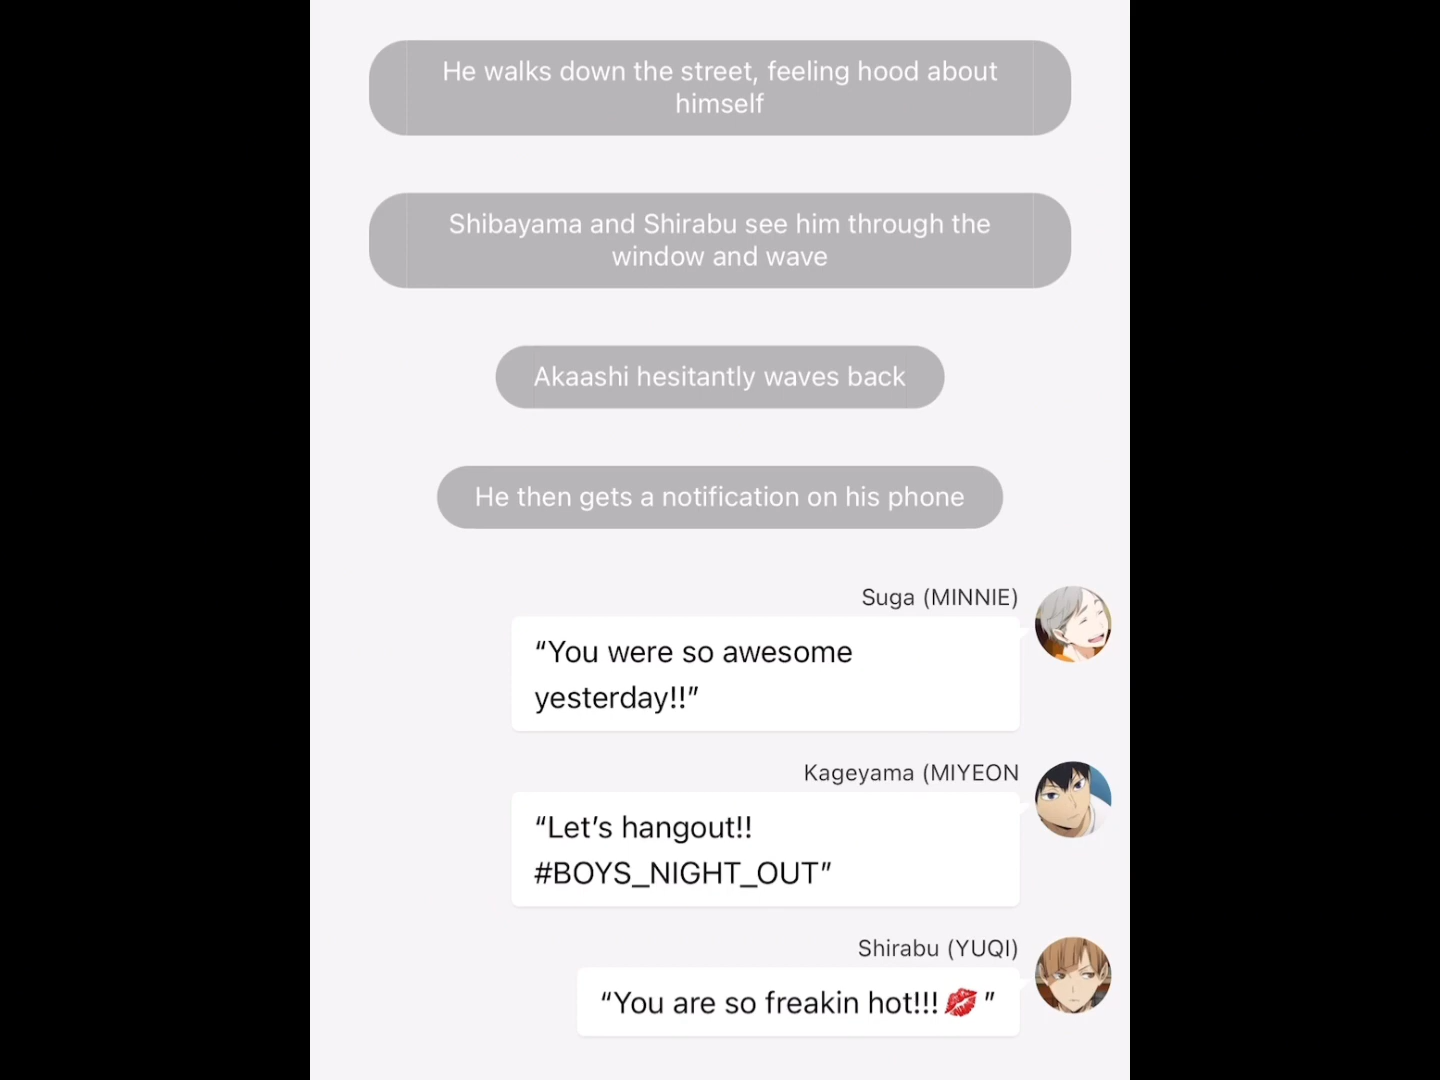 He walks down the street, feeling hood about
himself
Shibayama and Shirabu see him through the
window and wave
Akaashi hesitantly waves back
He then gets a notification on his phone
Suga (MINNIE)
“You were so awesome
yesterday!!”
Kageyama (MIYEON
“Let’s hangout!!
#BOYS_NIGHT_OUT”
Shirabu (YUQI)
“You are so freakin hot!!!💋”